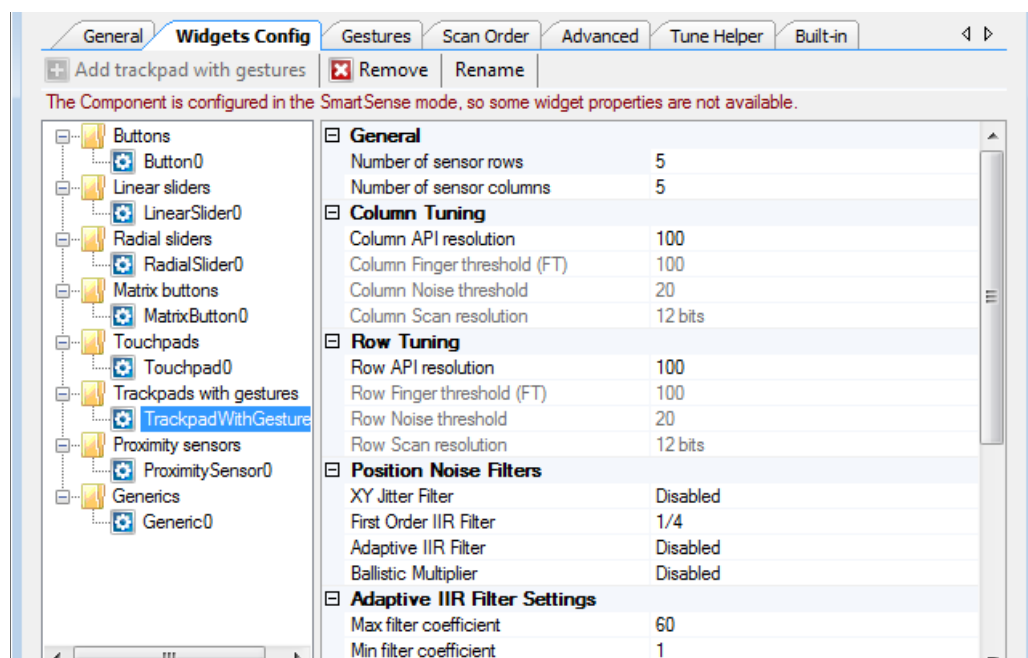 General Widgets Config Gestures Scan Order Advanced Tune Helper Built-in
Add trackpad with gestures Remove Rename
The Component is configured in the SmartSense mode, so some widget properties are not available.
Buttons
Button0
Linear sliders
LinearSlider0
Radial sliders
RadialSlider0
Matrix buttons
MatrixButton0
Touchpads
Touchpad0
Trackpads with gestures
TrackpadWithGesture
Proximity sensors
ProximitySensor0
Generics
Generic0
General
Number of sensor rows 5
Number of sensor columns 5
Column Tuning
Column API resolution 100
Column Finger threshold (FT) 100
Column Noise threshold 20
Column Scan resolution 12 bits
Row Tuning
Row API resolution 100
Row Finger threshold (FT) 100
Row Noise threshold 20
Row Scan resolution 12 bits
Position Noise Filters
XY Jitter Filter Disabled
First Order IIR Filter 1/4
Adaptive IIR Filter Disabled
Ballistic Multiplier Disabled
Adaptive IIR Filter Settings
Max filter coefficient 60
Min filter coefficient 1